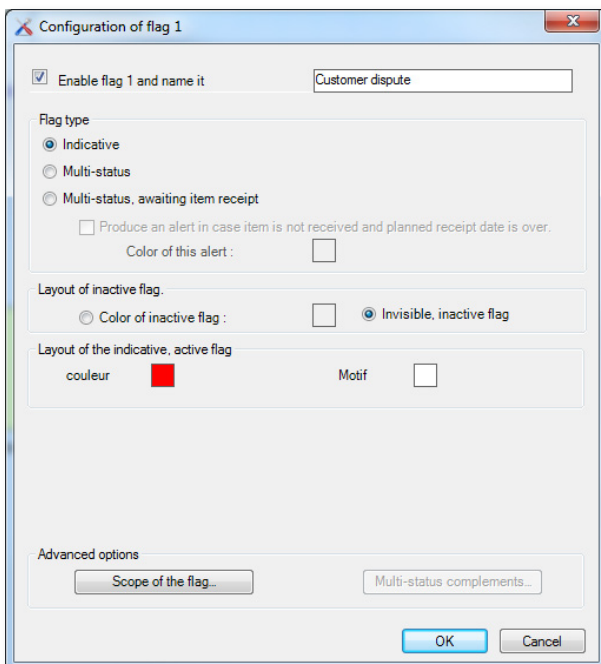 Configuration of flag 1
Enable flag 1 and name it
Customer dispute
Flag type
Indicative
Multi-status
Multi-status, awaiting item receipt
Produce an alert in case item is not received and planned receipt date is over.
Color of this alert :
Layout of inactive flag.
Color of inactive flag :
Invisible, inactive flag
Layout of the indicative, active flag
couleur
Motif
Advanced options
Scope of the flag...
Multi-status complements...
OK
Cancel